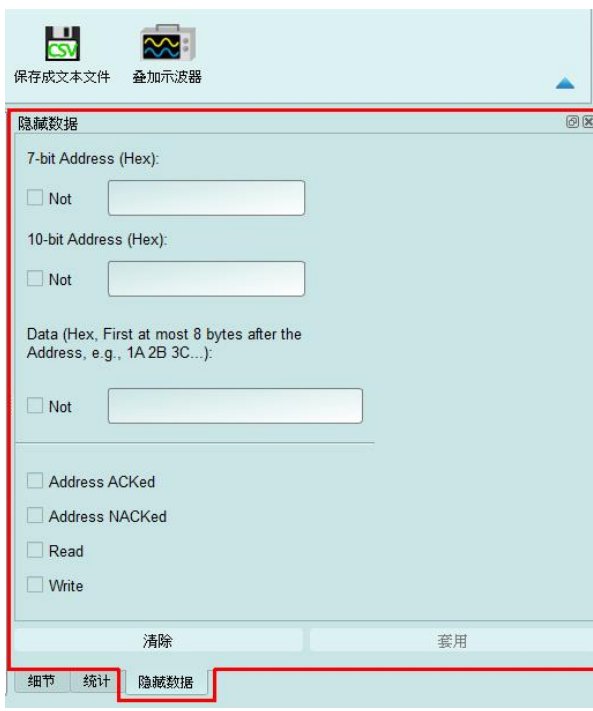 CSV
保存成文本文件 叠加示波器
隐藏数据
7-bit Address (Hex):
Not
10-bit Address (Hex):
Not
Data (Hex, First at most 8 bytes after the
Address, e.g., 1A 2B 3C...):
Not
Address ACKed
Address NACKed
Read
Write
清除 套用
细节 统计 隐藏数据